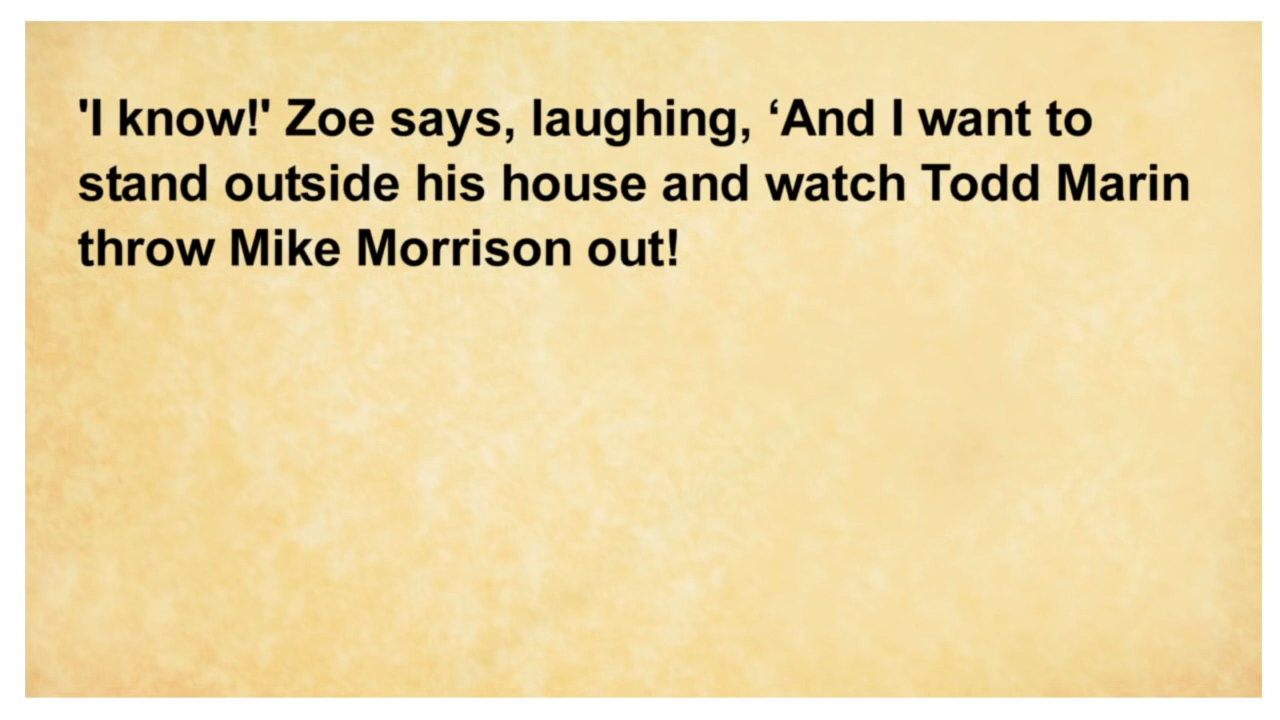 'I know!' Zoe says, laughing, ‘And I want to
stand outside his house and watch Todd Marin
throw Mike Morrison out!